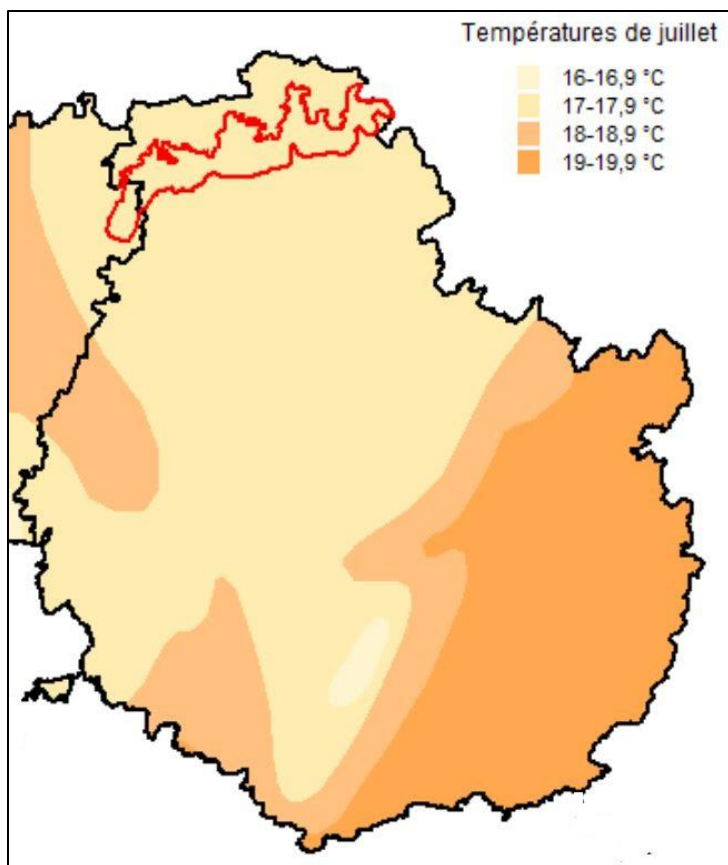 Températures de juillet
16-16,9 °C
17-17,9 °C
18-18,9 °C
19-19,9 °C